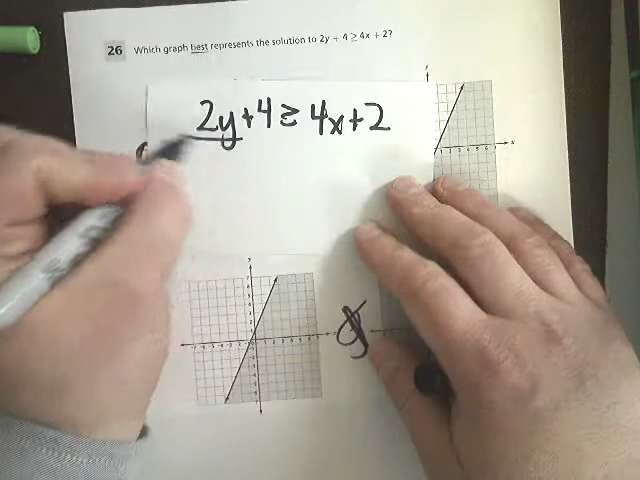 26 Which graph best represents the solution to 2y + 4 ≥ 4x + 2?
2y+4 ≥ 4x+2